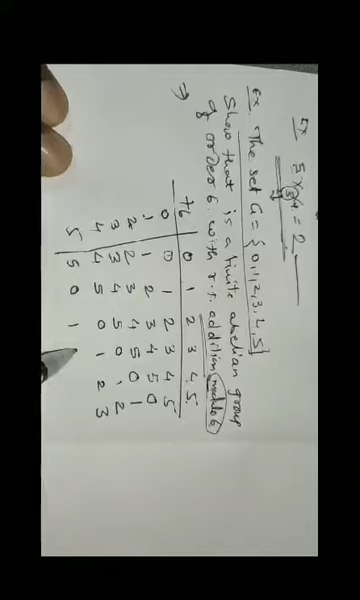 Ex 5 ×₈ 4 = 2
Ex. The set G = {0,1,2,3,4,5}
Show that is a finite abelian group
of order 6 with r.t. addition modulo 6
⇒
+6 0 1 2 3 4 5
0 0 1 2 3 4 5
1 1 2 3 4 5 0
2 2 3 4 5 0 1
3 3 4 5 0 1 2
4 4 5 0 1 2 3
5 5 0 1